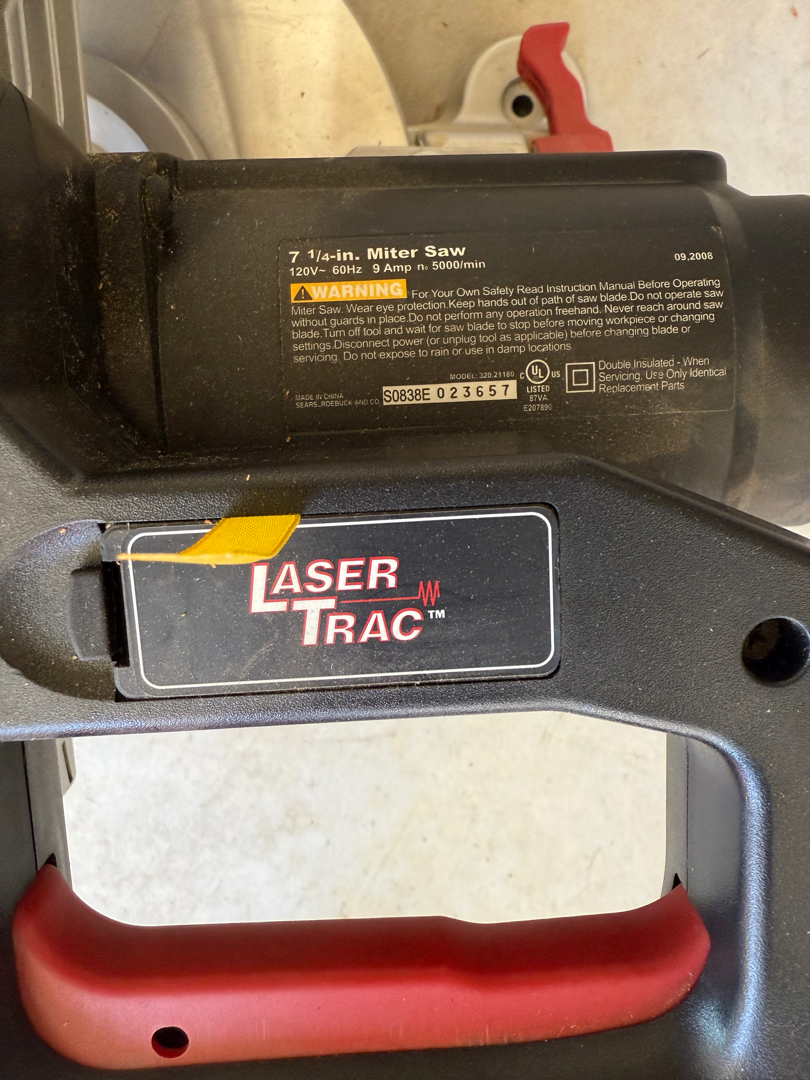 7 1/4-in. Miter Saw
120V~ 60Hz 9 Amp n₀ 5000/min
09.2008
WARNING For Your Own Safety Read Instruction Manual Before Operating
Miter Saw. Wear eye protection.Keep hands out of path of saw blade.Do not operate saw
without guards in place.Do not perform any operation freehand. Never reach around saw
blade.Turn off tool and wait for saw blade to stop before moving workpiece or changing
settings.Disconnect power (or unplug tool as applicable) before changing blade or
servicing. Do not expose to rain or use in damp locations.
MODEL: 320.21180
MADE IN CHINA
SEARS, ROEBUCK AND CO.
S0838E 023657
C UL US
LISTED
87VA
E207890
Double Insulated - When
Servicing, Use Only Identical
Replacement Parts
LASER
TRAC™